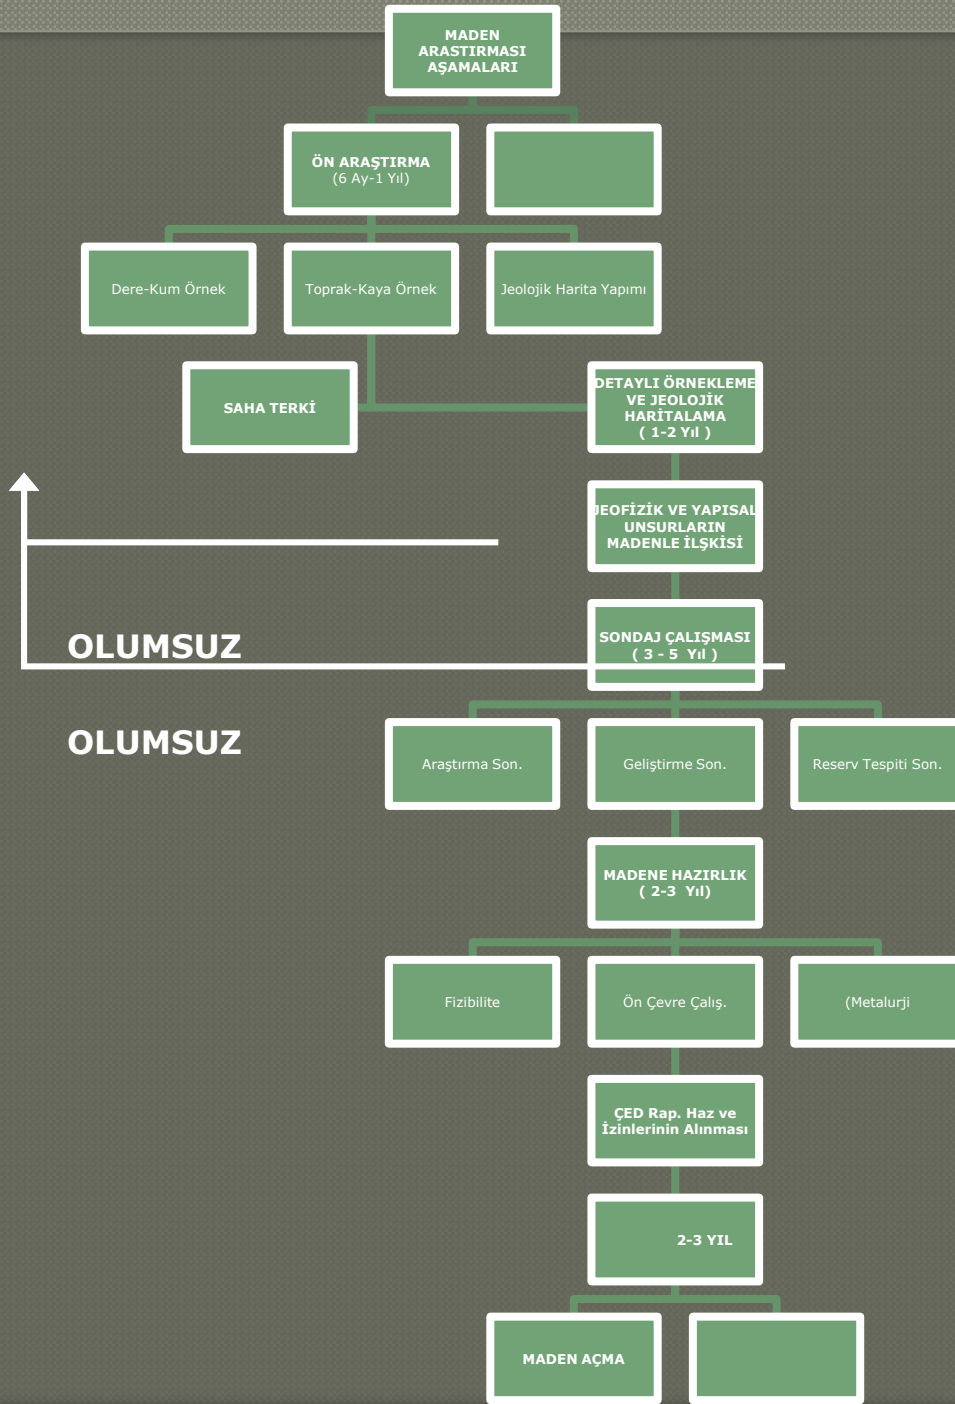 MADEN
ARASTIRMASI
AŞAMALARI
ÖN ARAŞTIRMA
(6 Ay-1 Yıl)
Dere-Kum Örnek
Toprak-Kaya Örnek
Jeolojik Harita Yapımı
SAHA TERKİ
DETAYLI ÖRNEKLEME
VE JEOLOJİK
HARİTALAMA
( 1-2 Yıl )
JEOFİZİK VE YAPISAL
UNSURLARIN
MADENLE İLŞKİSİ
OLUMSUZ
SONDAJ ÇALIŞMASI
( 3 - 5 Yıl )
OLUMSUZ
Araştırma Son.
Geliştirme Son.
Reserv Tespiti Son.
MADENE HAZIRLIK
( 2-3 Yıl)
Fizibilite
Ön Çevre Çalış.
(Metalurji
ÇED Rap. Haz ve
İzinlerinin Alınması
2-3 YIL
MADEN AÇMA